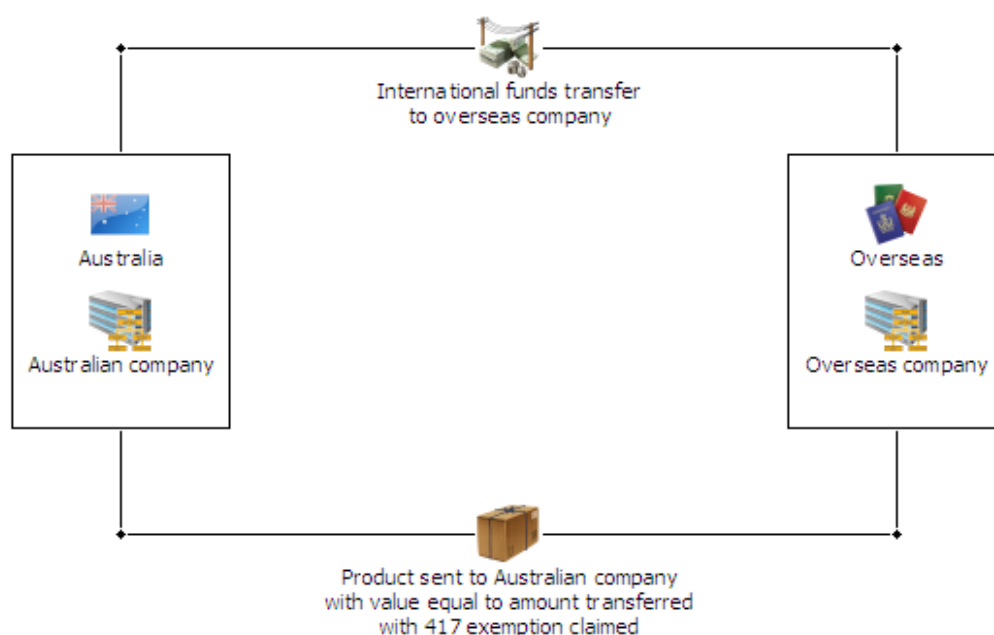 International funds transfer
to overseas company
Australia
Australian company
Overseas
Overseas company
Product sent to Australian company
with value equal to amount transferred
with 417 exemption claimed